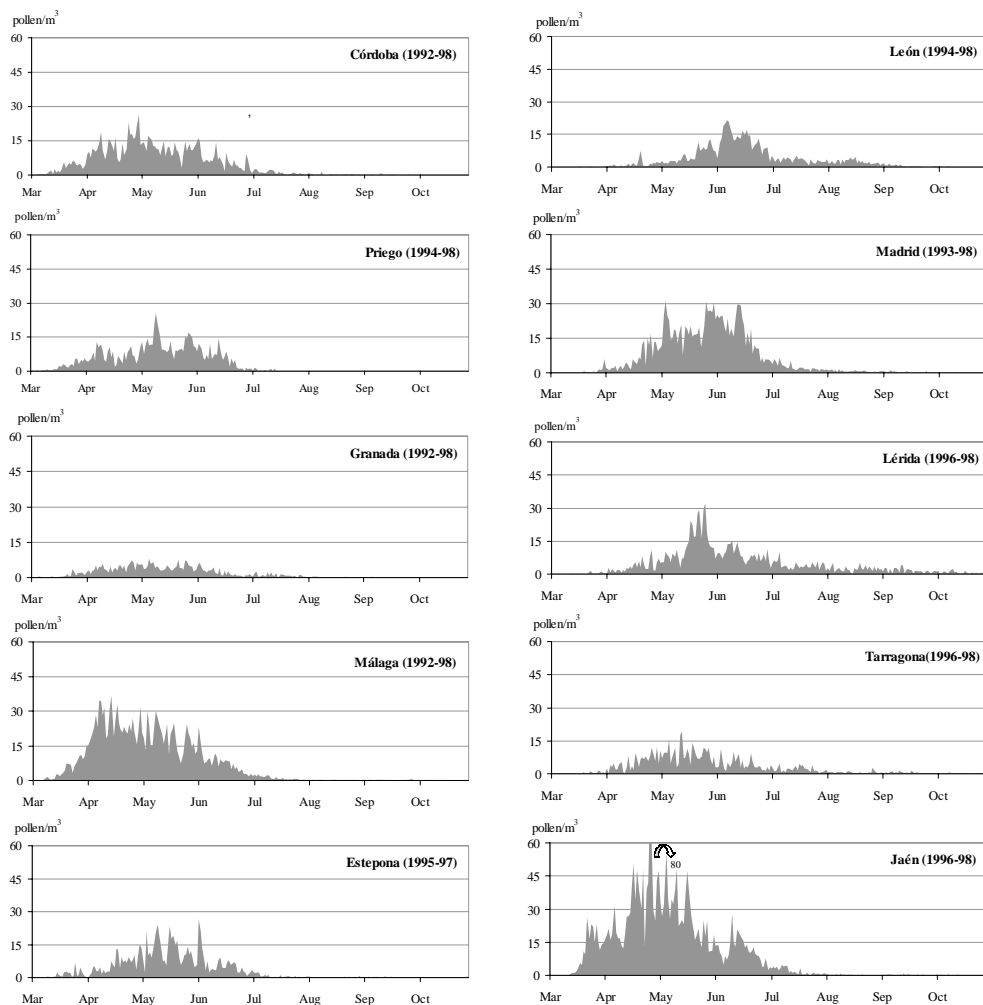 pollen/m³
60
Córdoba (1992-98)
45
30
15
0
Mar Apr May Jun Jul Aug Sep Oct
pollen/m³
60
Priego (1994-98)
45
30
15
0
Mar Apr May Jun Jul Aug Sep Oct
pollen/m³
60
Granada (1992-98)
45
30
15
0
Mar Apr May Jun Jul Aug Sep Oct
pollen/m³
60
Málaga (1992-98)
45
30
15
0
Mar Apr May Jun Jul Aug Sep Oct
pollen/m³
60
Estepona (1995-97)
45
30
15
0
Mar Apr May Jun Jul Aug Sep Oct
pollen/m³
60
León (1994-98)
45
30
15
0
Mar Apr May Jun Jul Aug Sep Oct
pollen/m³
60
Madrid (1993-98)
45
30
15
0
Mar Apr May Jun Jul Aug Sep Oct
pollen/m³
60
Lérida (1996-98)
45
30
15
0
Mar Apr May Jun Jul Aug Sep Oct
pollen/m³
60
Tarragona(1996-98)
45
30
15
0
Mar Apr May Jun Jul Aug Sep Oct
pollen/m³
60
80
Jaén (1996-98)
45
30
15
0
Mar Apr May Jun Jul Aug Sep Oct